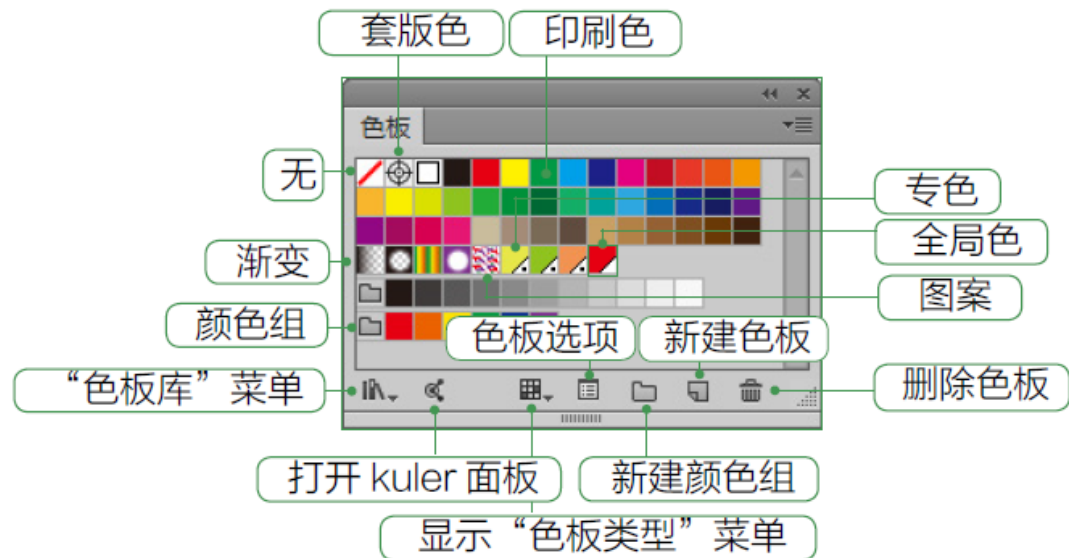 套版色
印刷色
色板
无
专色
全局色
渐变
图案
颜色组
色板选项
新建色板
“色板库”菜单
删除色板
打开 kuler 面板
新建颜色组
显示“色板类型”菜单